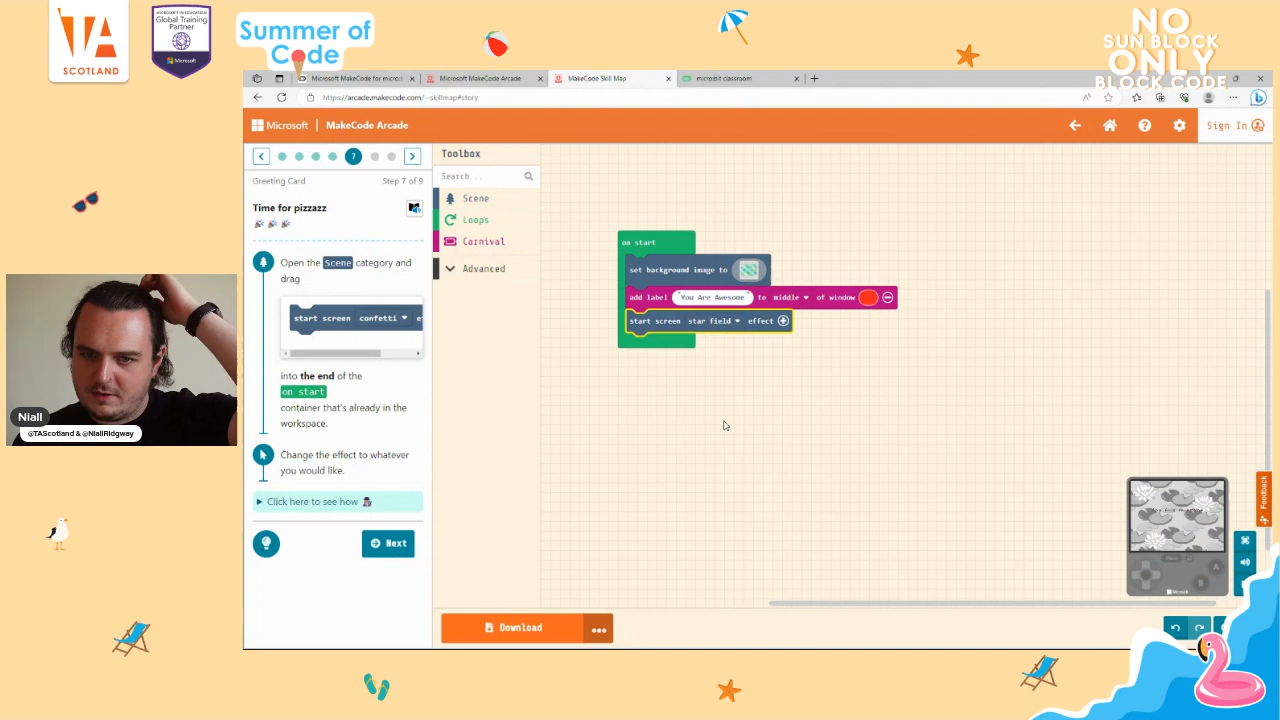 TA
SCOTLAND
MICROSOFT IN EDUCATION
Global Training
Partner
Microsoft
Summer of
Code
NO
SUN BLOCK
ONLY
BLOCK CODE
Microsoft MakeCode for micro:
Microsoft MakeCode Arcade
MakeCode Skill Map
microbit classroom
https://arcade.makecode.com/--skillmap#story
Microsoft
MakeCode Arcade
Sign In
7
Greeting Card
Step 7 of 9
Time for pizzazz
Open the Scene category and
drag
start screen confetti
into the end of the
on start
container that's already in the
workspace.
Change the effect to whatever
you would like.
Click here to see how
Next
Toolbox
Search...
Scene
Loops
Carnival
Advanced
on start
set background image to
add label "You Are Awesome" to middle of window
start screen star field effect
Download
Feedback
A
B
Microsoft
Niall
@TAScotland & @NiallRidgway